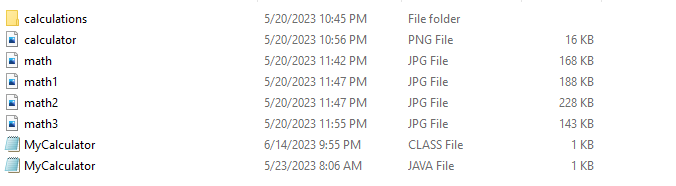 calculations 5/20/2023 10:45 PM File folder
calculator 5/20/2023 10:56 PM PNG File 16 KB
math 5/20/2023 11:42 PM JPG File 168 KB
math1 5/20/2023 11:47 PM JPG File 188 KB
math2 5/20/2023 11:47 PM JPG File 228 KB
math3 5/20/2023 11:55 PM JPG File 143 KB
MyCalculator 6/14/2023 9:55 PM CLASS File 1 KB
MyCalculator 5/23/2023 8:06 AM JAVA File 1 KB